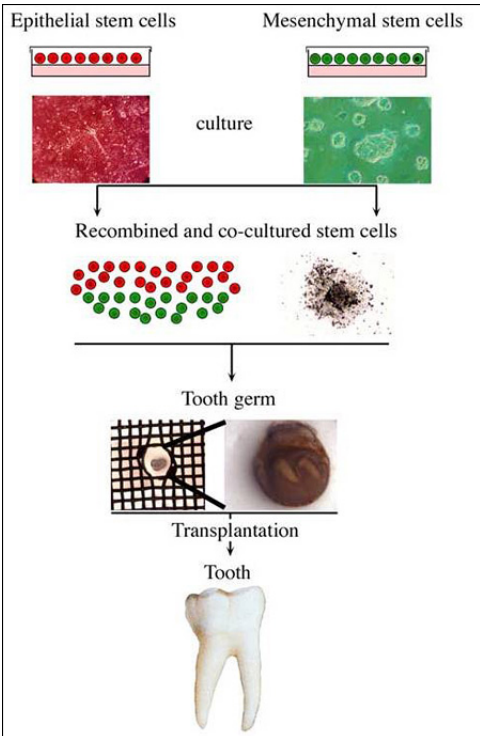 Epithelial stem cells
Mesenchymal stem cells
culture
Recombined and co-cultured stem cells
Tooth germ
Transplantation
Tooth